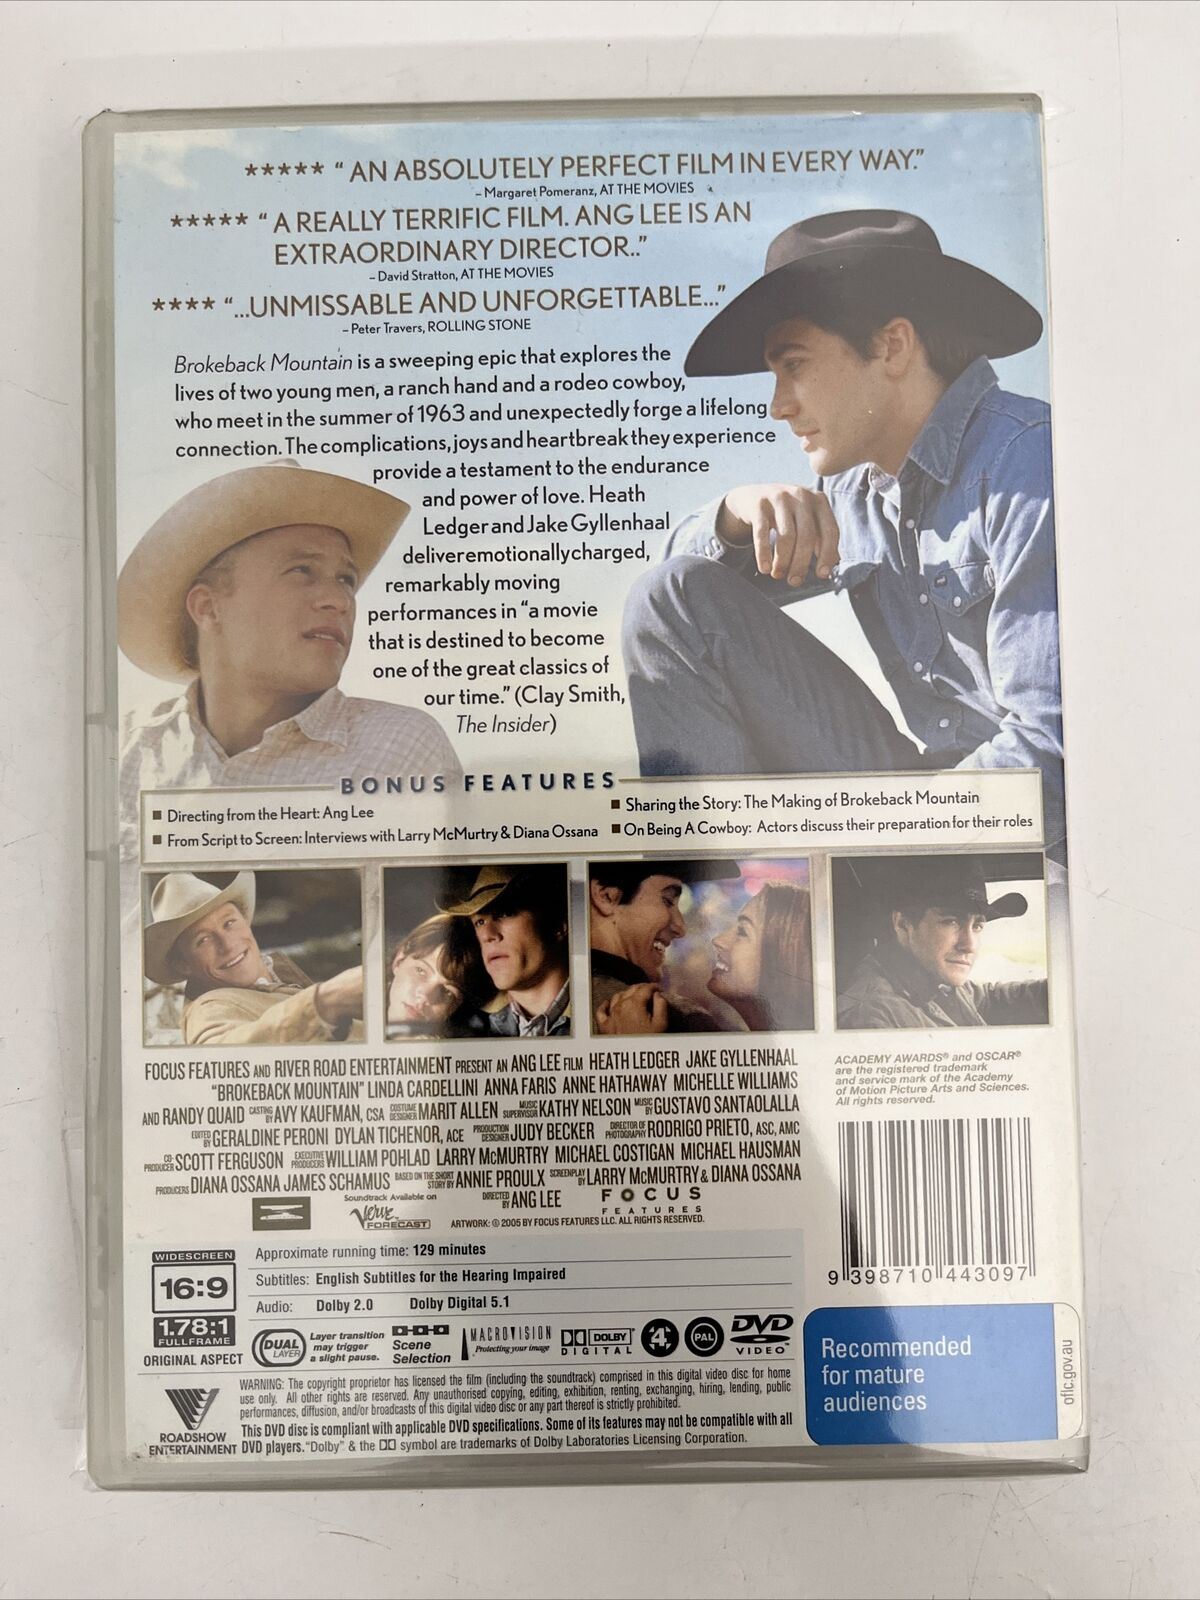 ***** " AN ABSOLUTELY PERFECT FILM IN EVERY WAY."
– Margaret Pomeranz, AT THE MOVIES
***** " A REALLY TERRIFIC FILM. ANG LEE IS AN
EXTRAORDINARY DIRECTOR.."
– David Stratton, AT THE MOVIES
**** "...UNMISSABLE AND UNFORGETTABLE..."
– Peter Travers, ROLLING STONE
Brokeback Mountain is a sweeping epic that explores the
lives of two young men, a ranch hand and a rodeo cowboy,
who meet in the summer of 1963 and unexpectedly forge a lifelong
connection. The complications, joys and heartbreak they experience
provide a testament to the endurance
and power of love. Heath
Ledger and Jake Gyllenhaal
deliver emotionally charged,
remarkably moving
performances in "a movie
that is destined to become
one of the great classics of
our time." (Clay Smith,
The Insider)
BONUS FEATURES
■ Directing from the Heart: Ang Lee
■ Sharing the Story: The Making of Brokeback Mountain
■ From Script to Screen: Interviews with Larry McMurtry & Diana Ossana
■ On Being A Cowboy: Actors discuss their preparation for their roles
FOCUS FEATURES AND RIVER ROAD ENTERTAINMENT PRESENT AN ANG LEE FILM HEATH LEDGER JAKE GYLLENHAAL
"BROKEBACK MOUNTAIN" LINDA CARDELLINI ANNA FARIS ANNE HATHAWAY MICHELLE WILLIAMS
AND RANDY QUAID CASTING BY AVY KAUFMAN, CSA COSTUME DESIGNER MARIT ALLEN MUSIC SUPERVISOR KATHY NELSON MUSIC BY GUSTAVO SANTAOLALLA
EDITED BY GERALDINE PERONI DYLAN TICHENOR, ACE PRODUCTION DESIGNER JUDY BECKER DIRECTOR OF PHOTOGRAPHY RODRIGO PRIETO, ASC, AMC
CO-PRODUCER SCOTT FERGUSON EXECUTIVE PRODUCERS WILLIAM POHLAD LARRY McMURTRY MICHAEL COSTIGAN MICHAEL HAUSMAN
PRODUCERS DIANA OSSANA JAMES SCHAMUS BASED ON THE SHORT STORY BY ANNIE PROULX SCREENPLAY BY LARRY McMURTRY & DIANA OSSANA
DIRECTED BY ANG LEE
Soundtrack Available on
Verve
FORECAST
FOCUS
FEATURES
ARTWORK: © 2005 BY FOCUS FEATURES LLC. ALL RIGHTS RESERVED.
ACADEMY AWARDS® and OSCAR®
are the registered trademark
and service mark of the Academy
of Motion Picture Arts and Sciences.
All rights reserved.
9 398710 443097
WIDESCREEN
16:9
1.78:1
FULLFRAME
ORIGINAL ASPECT
Approximate running time: 129 minutes
Subtitles: English Subtitles for the Hearing Impaired
Audio: Dolby 2.0 Dolby Digital 5.1
DUAL
LAYER
Layer transition
may trigger
a slight pause.
Scene
Selection
MACROVISION
Protecting your image
DOLBY
DIGITAL
4
PAL
DVD
VIDEO™
ROADSHOW
ENTERTAINMENT
WARNING: The copyright proprietor has licensed the film (including the soundtrack) comprised in this digital video disc for home
use only. All other rights are reserved. Any unauthorised copying, editing, exhibition, renting, exchanging, hiring, lending, public
performances, diffusion, and/or broadcasts of this digital video disc or any part thereof is strictly prohibited.
This DVD disc is compliant with applicable DVD specifications. Some of its features may not be compatible with all
DVD players. "Dolby" & the DD symbol are trademarks of Dolby Laboratories Licensing Corporation.
Recommended
for mature
audiences
oflc.gov.au